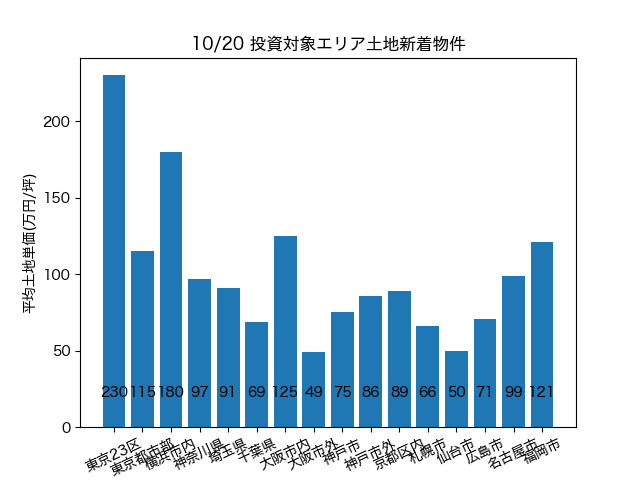 10/20 投資対象エリア土地新着物件
平均土地単価(万円/坪)
200
150
100
50
0
230 115 180 97 91 69 125 49 75 86 89 66 50 71 99 121
東京23区
東京都市部
横浜市内
神奈川県
埼玉県
千葉県
大阪市内
大阪市外
神戸市
神戸市外
京都区内
札幌市
仙台市
広島市
名古屋市
福岡市